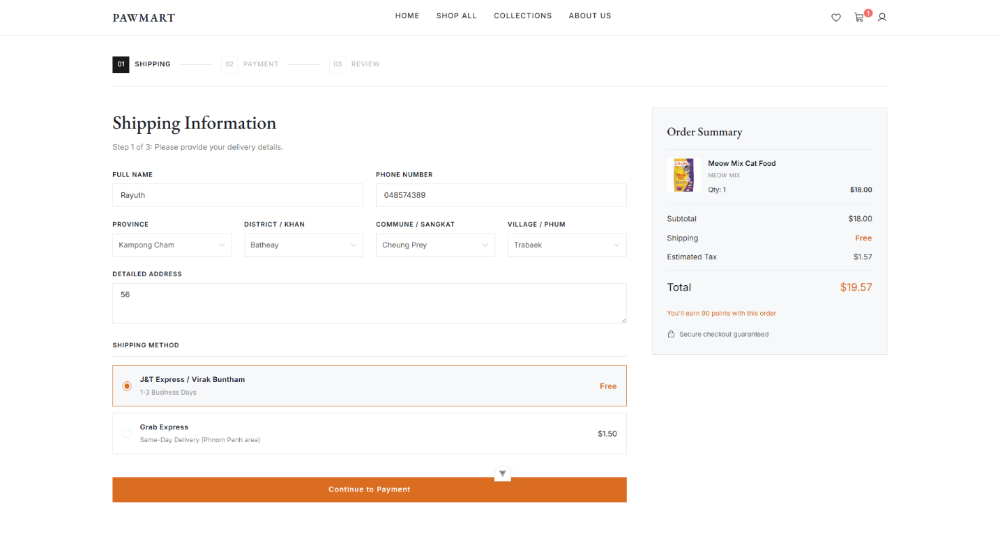 PAWMART
HOME SHOP ALL COLLECTIONS ABOUT US
1
01 SHIPPING 02 PAYMENT 03 REVIEW
Shipping Information
Step 1 of 3: Please provide your delivery details.
FULL NAME PHONE NUMBER
Rayuth 048574389
PROVINCE DISTRICT / KHAN COMMUNE / SANGKAT VILLAGE / PHUM
Kampong Cham Batheay Cheung Prey Trabaek
DETAILED ADDRESS
56
SHIPPING METHOD
J&T Express / Virak Buntham
1-3 Business Days
Free
Grab Express
Same-Day Delivery (Phnom Penh area)
$1.50
Continue to Payment
Order Summary
Meow Mix
Meow Mix Cat Food
MEOW MIX
Qty: 1 $18.00
Subtotal $18.00
Shipping Free
Estimated Tax $1.57
Total $19.57
You'll earn 90 points with this order
Secure checkout guaranteed